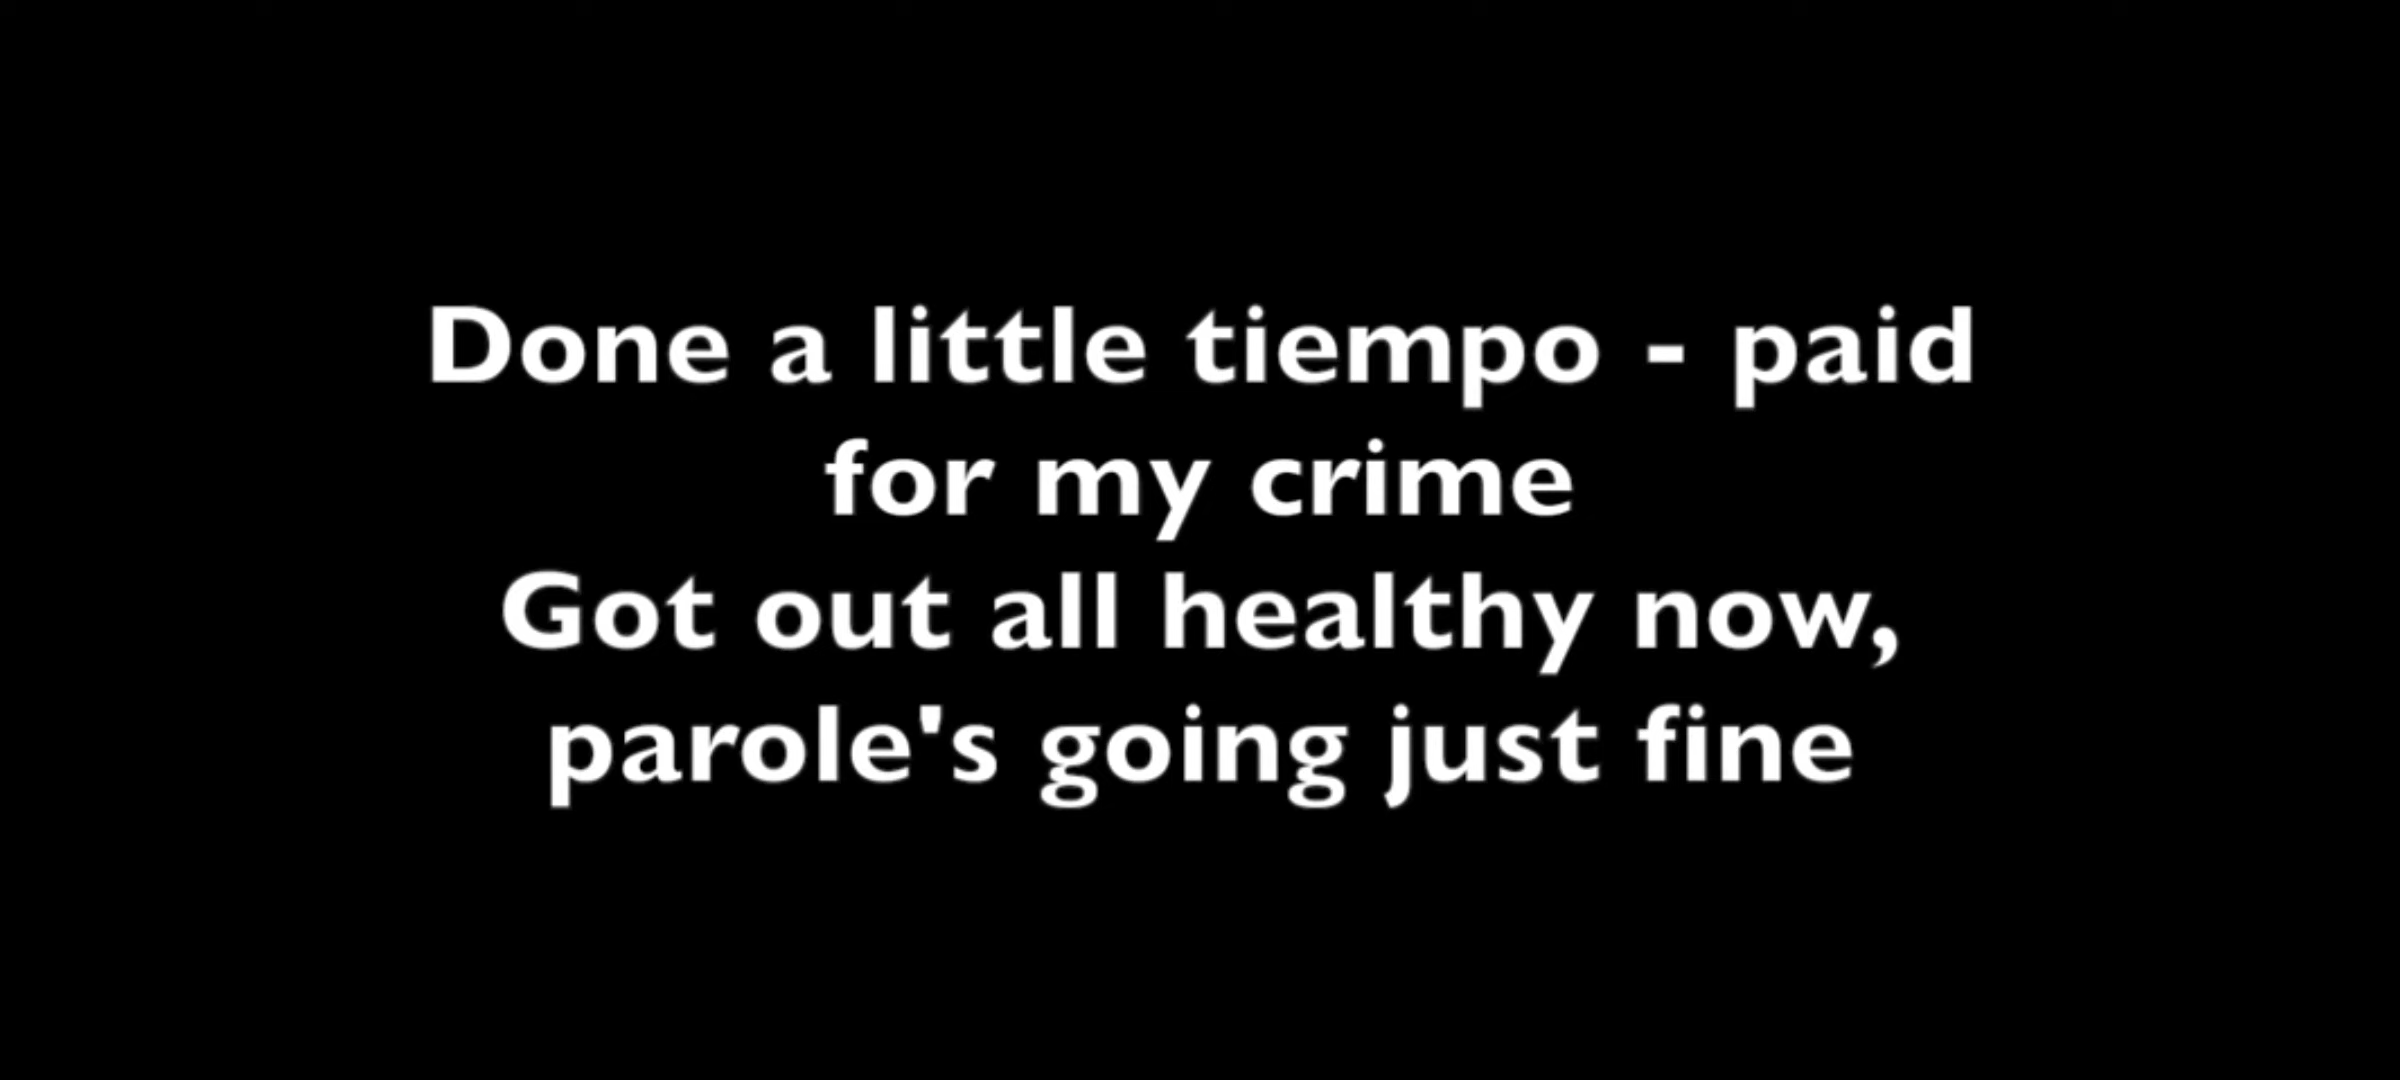 Done a little tiempo - paid
for my crime
Got out all healthy now,
parole's going just fine